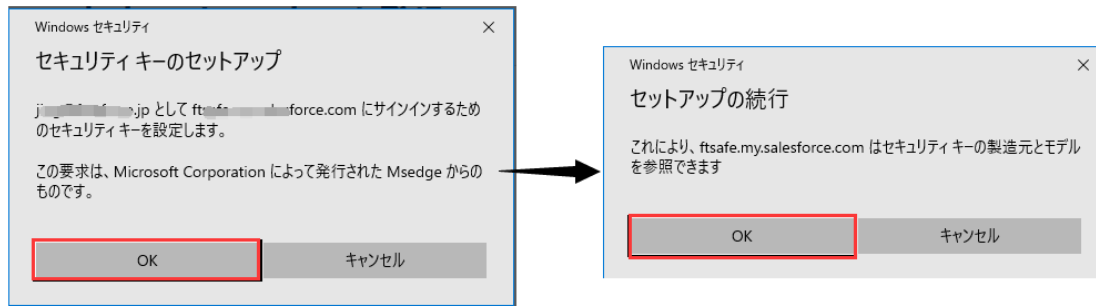 Windows セキュリティ
セキュリティ キーのセットアップ
.jp として ft force.com にサインインするため
のセキュリティ キーを設定します。
この要求は、Microsoft Corporation によって発行された Msedge からの
ものです。
OK キャンセル
Windows セキュリティ
セットアップの続行
これにより、ftsafe.my.salesforce.com はセキュリティ キーの製造元とモデル
を参照できます
OK キャンセル